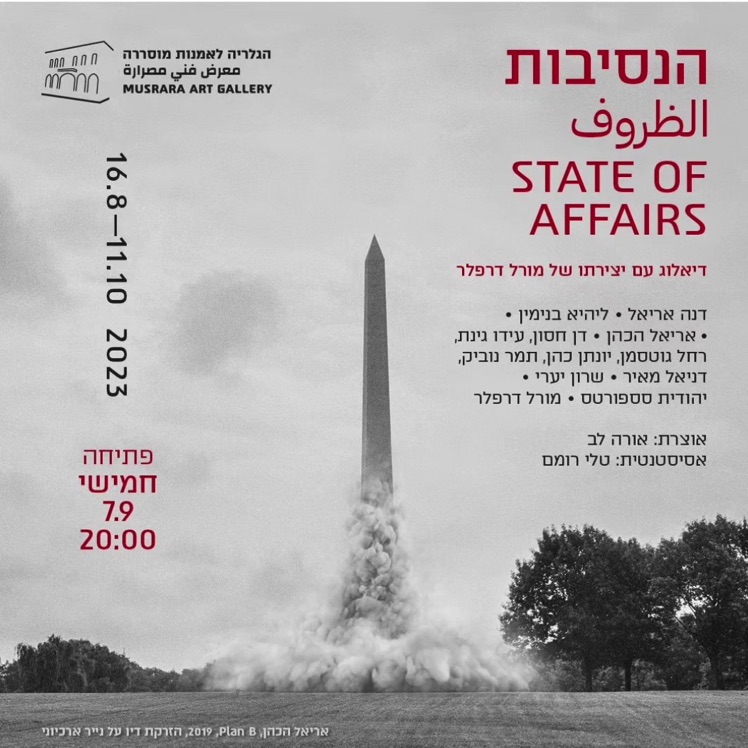 הגלריה לאמנות מוסררה
معرض فني مصرارة
MUSRARA ART GALLERY
הנסיבות
الظروف
STATE OF
AFFAIRS
דיאלוג עם יצירתו של מורל דרפלר
דנה אריאל • ליהיא בנימין •
• אריאל הכהן • דן חסון, עידו גינת,
רחל גוטסמן, יונתן כהן, תמר נוביק,
דניאל מאיר • שרון יערי •
יהודית סספורטס • מורל דרפלר
אוצרת: אורה לב
אסיסטנטית: טלי רומם
16.8—11.10 2023
פתיחה
חמישי
7.9
20:00
אריאל הכהן, Plan B, 2019, הזרקת דיו על נייר ארכיוני